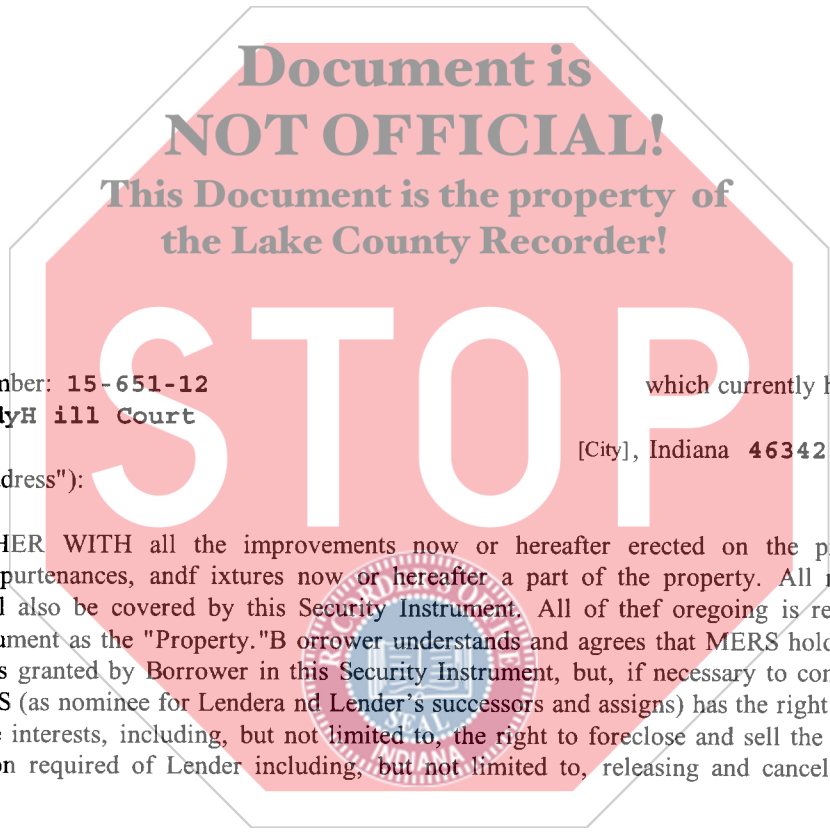 Document is
NOT OFFICIAL!
This Document is the property of
the Lake County Recorder!
STOP
mber: 15-651-12 which currently h
dyH ill Court
[City], Indiana 46342
dress"):
HER WITH all the improvements now or hereafter erected on the p
purtenances, andf ixtures now or hereafter a part of the property. All r
l also be covered by this Security Instrument. All of thef oregoing is re
ument as the "Property."B orrower understands and agrees that MERS hold
s granted by Borrower in this Security Instrument, but, if necessary to com
S (as nominee for Lendera nd Lender's successors and assigns) has the right
e interests, including, but not limited to, the right to foreclose and sell the
on required of Lender including, but not limited to, releasing and cancel
RECORDER'S OFFICE
SEAL
INDIANA